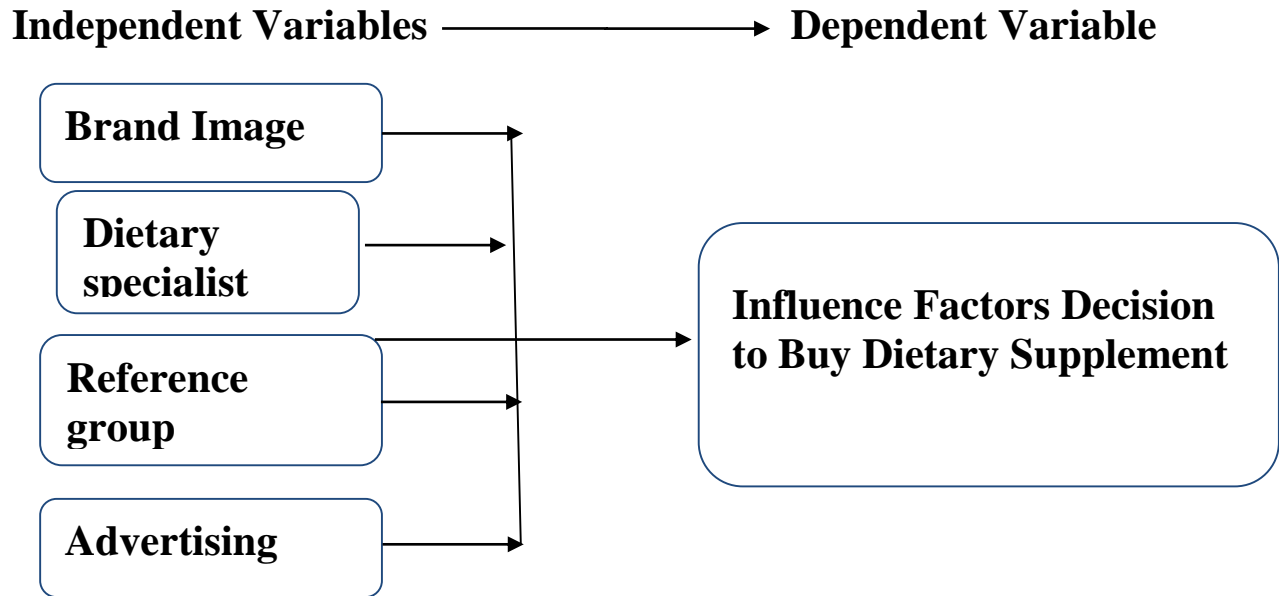 Independent Variables
Dependent Variable
Brand Image
Dietary
specialist
Reference
group
Advertising
Influence Factors Decision
to Buy Dietary Supplement